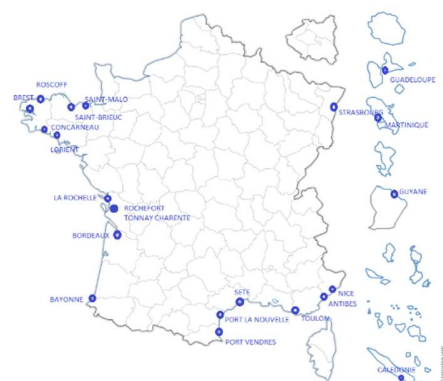 ROSCOFF
BREST
SAINT-MALO
SAINT-BRIEUC
CONCARNEAU
LORIENT
STRASBOURG
GUADELOUPE
MARTINIQUE
GUYANE
LA ROCHELLE
ROCHEFORT
TONNAY CHARENTE
BORDEAUX
BAYONNE
SETE
PORT LA NOUVELLE
PORT VENDRES
TOULON
NICE
ANTIBES
CALEDONIE